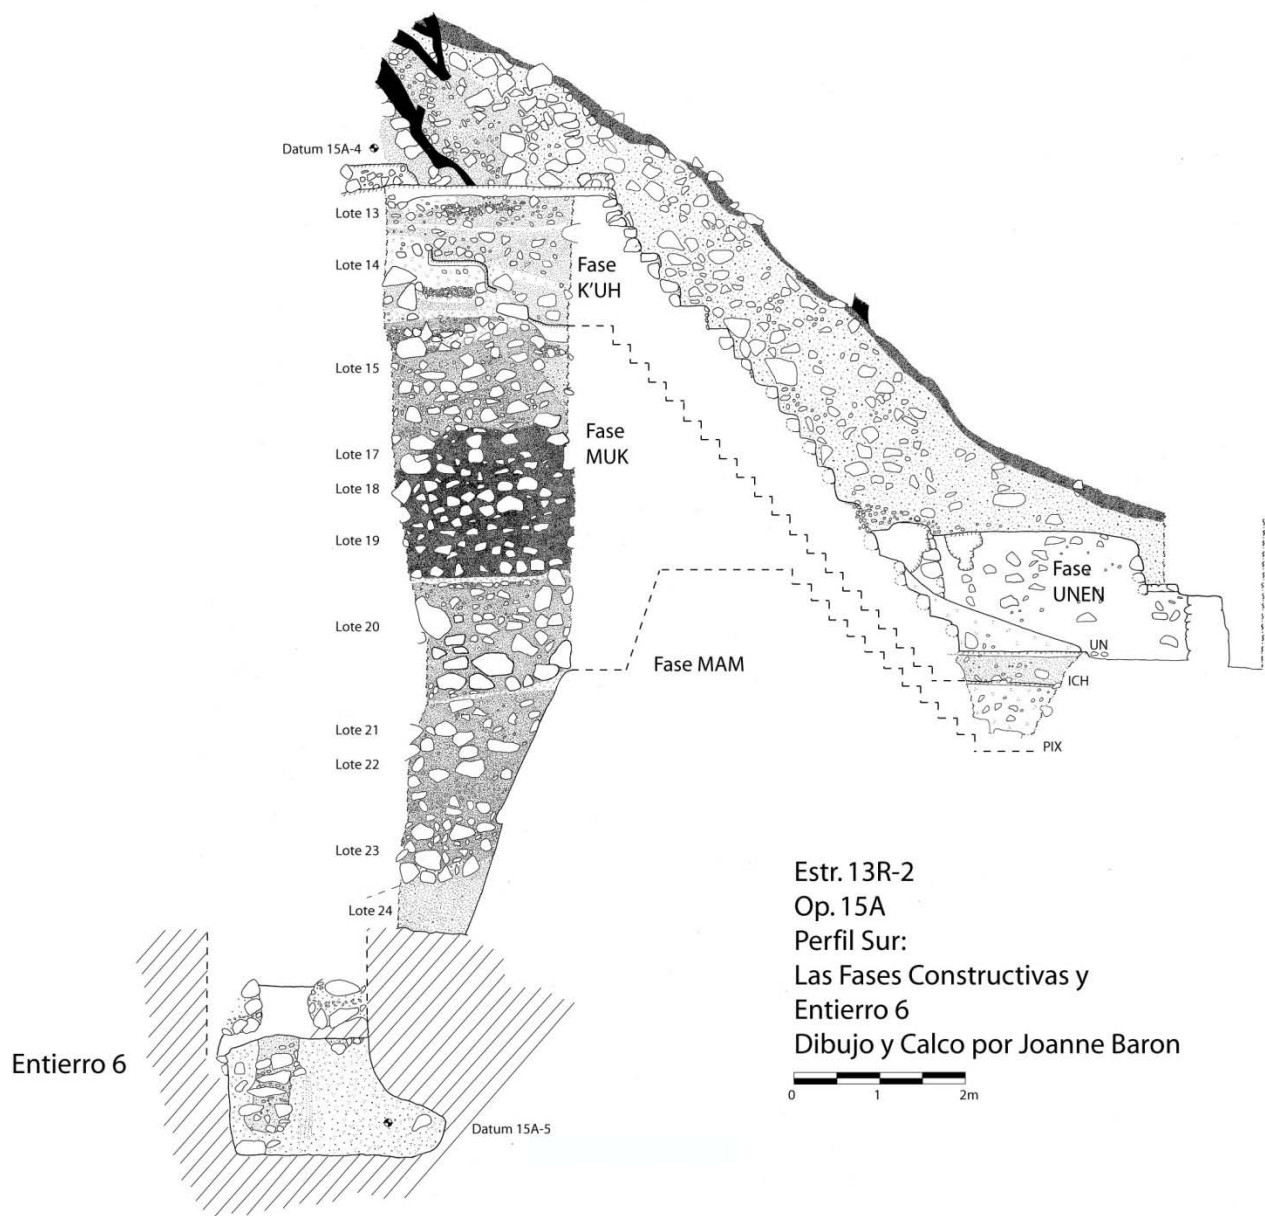 Datum 15A-4
Lote 13
Lote 14
Fase
K'UH
Lote 15
Fase
MUK
Lote 17
Lote 18
Lote 19
Fase
UNEN
Lote 20
UN
Fase MAM
ICH
Lote 21
PIX
Lote 22
Lote 23
Lote 24
Estr. 13R-2
Op. 15A
Perfil Sur:
Las Fases Constructivas y
Entierro 6
Dibujo y Calco por Joanne Baron
0 1 2m
Entierro 6
Datum 15A-5